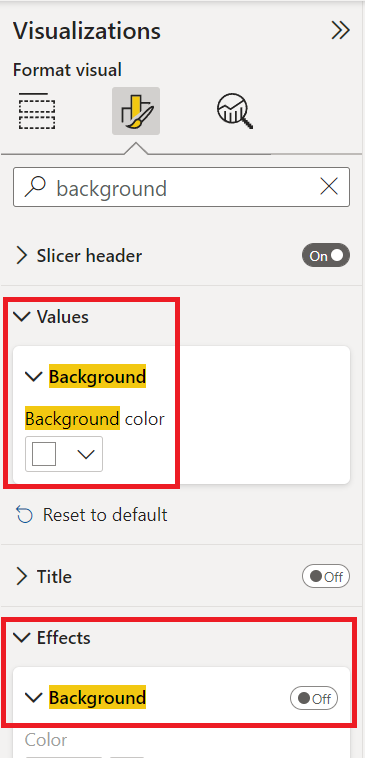 Visualizations
Format visual
background
Slicer header On
Values
Background
Background color
Reset to default
Title Off
Effects
Background Off
Color